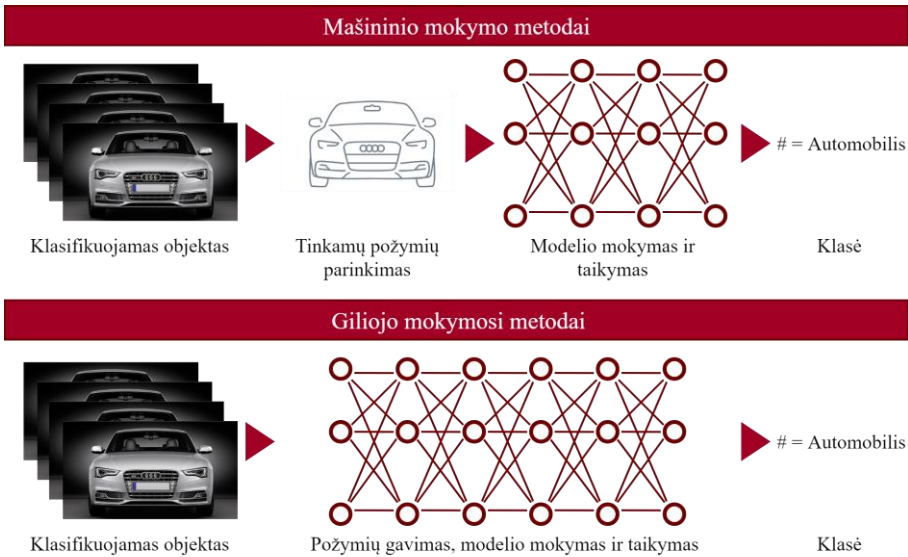 Mašininio mokymo metodai
# = Automobilis
Klasifikuojamas objektas
Tinkamų požymių
parinkimas
Modelio mokymas ir
taikymas
Klasė
Giliojo mokymosi metodai
# = Automobilis
Klasifikuojamas objektas
Požymių gavimas, modelio mokymas ir taikymas
Klasė